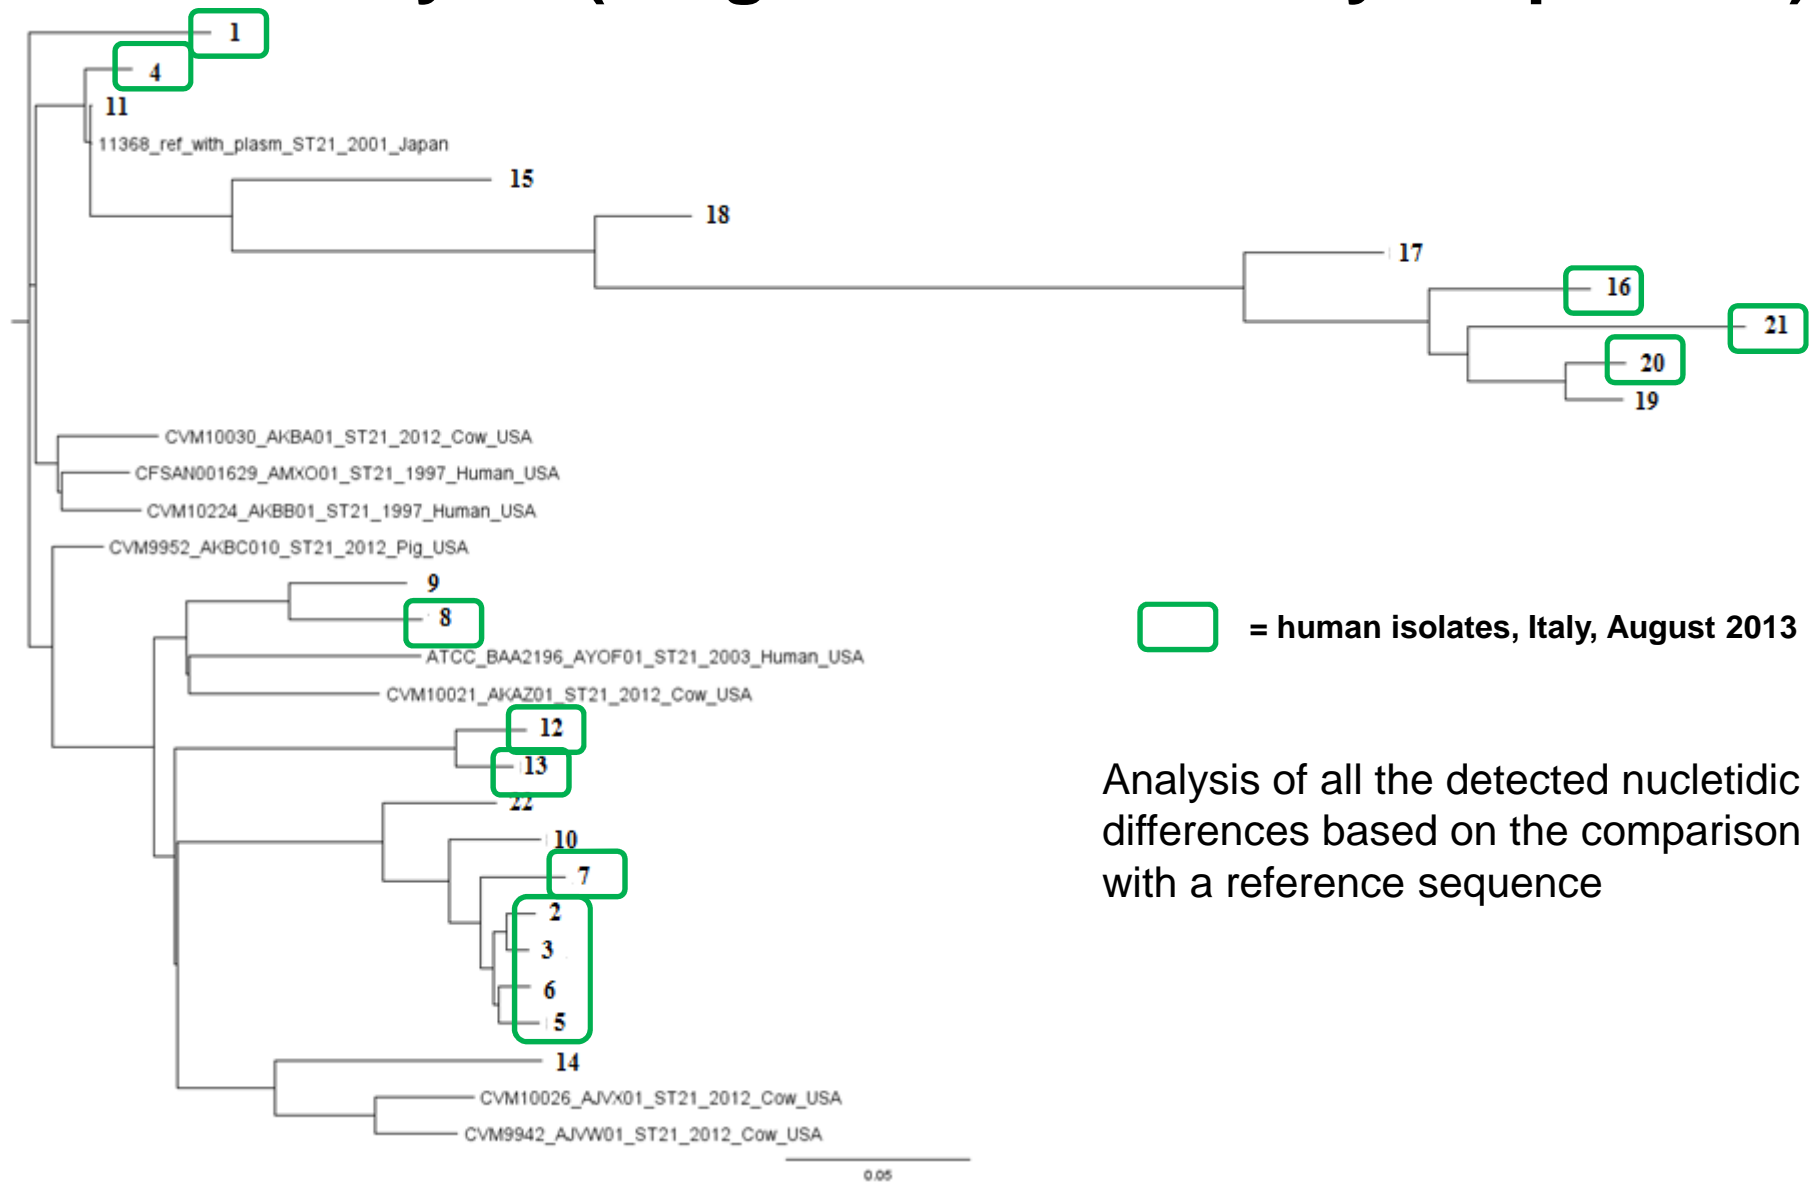 1
4
11
11368_ref_with_plasm_ST21_2001_Japan
15
18
17
16
21
20
19
CVM10030_AKBA01_ST21_2012_Cow_USA
CFSAN001629_AMXO01_ST21_1997_Human_USA
CVM10224_AKBB01_ST21_1997_Human_USA
CVM9952_AKBC010_ST21_2012_Pig_USA
9
8
= human isolates, Italy, August 2013
ATCC_BAA2196_AYOF01_ST21_2003_Human_USA
CVM10021_AKAZ01_ST21_2012_Cow_USA
12
13
22
10
7
2
3
6
5
14
Analysis of all the detected nucletidic
differences based on the comparison
with a reference sequence
CVM10026_AJVX01_ST21_2012_Cow_USA
CVM9942_AJVW01_ST21_2012_Cow_USA
0.05